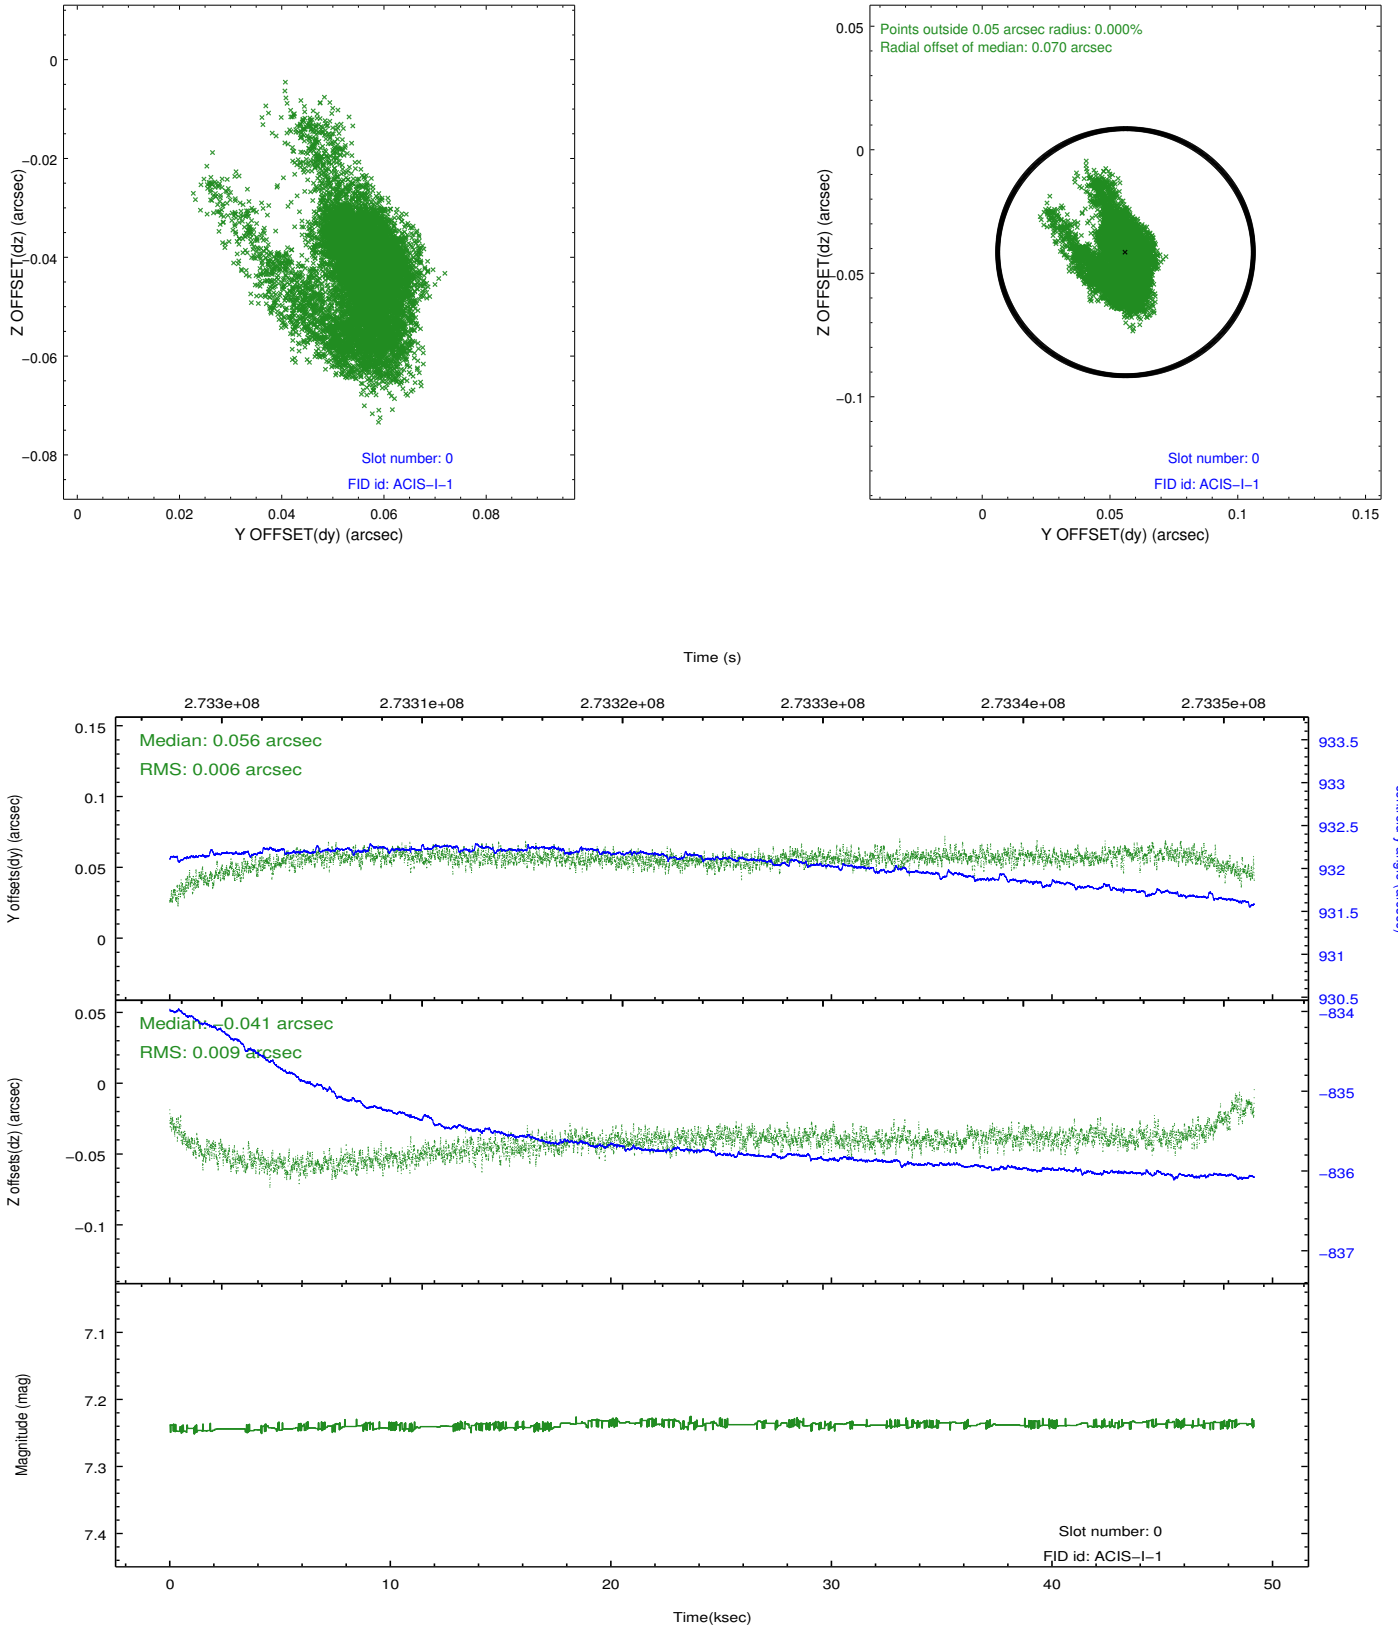 0
−0.02
−0.04
−0.06
−0.08
Z OFFSET(dz) (arcsec)
0 0.02 0.04 0.06 0.08
Y OFFSET(dy) (arcsec)
Slot number: 0
FID id: ACIS−I−1
Points outside 0.05 arcsec radius: 0.000%
Radial offset of median: 0.070 arcsec
0.05
0
−0.05
−0.1
Z OFFSET(dz) (arcsec)
Slot number: 0
FID id: ACIS−I−1
0 0.05 0.1 0.15
Y OFFSET(dy) (arcsec)
Time (s)
2.733e+08 2.7331e+08 2.7332e+08 2.7333e+08 2.7334e+08 2.7335e+08
Median: 0.056 arcsec
RMS: 0.006 arcsec
0.15
0.1
0.05
0
Y offsets(dy) (arcsec)
933.5
933
932.5
932
931.5
931
930.5
Median: −0.041 arcsec
RMS: 0.009 arcsec
0.05
0
−0.05
−0.1
Z offsets(dz) (arcsec)
−834
−835
−836
−837
7.1
7.2
7.3
7.4
Magnitude (mag)
Slot number: 0
FID id: ACIS−I−1
0 10 20 30 40 50
Time(ksec)